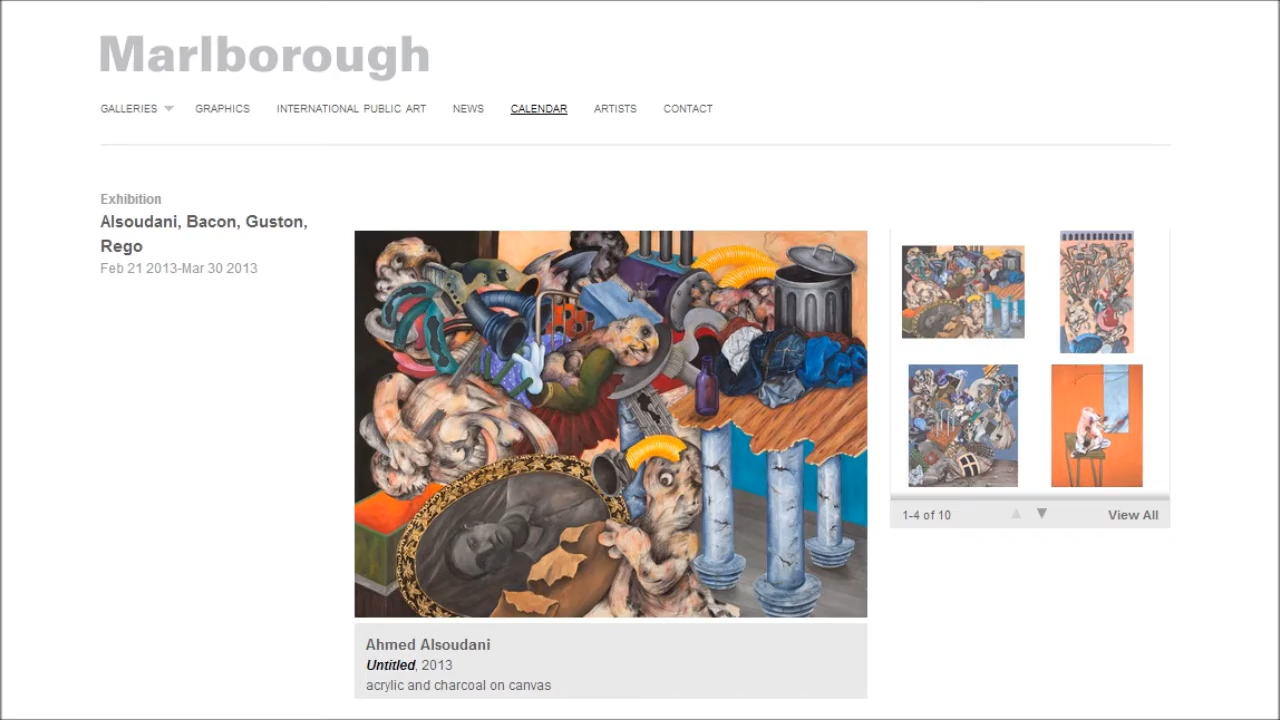 Marlborough
GALLERIES GRAPHICS INTERNATIONAL PUBLIC ART NEWS CALENDAR ARTISTS CONTACT
Exhibition
Alsoudani, Bacon, Guston,
Rego
Feb 21 2013-Mar 30 2013
1-4 of 10 View All
Ahmed Alsoudani
Untitled, 2013
acrylic and charcoal on canvas